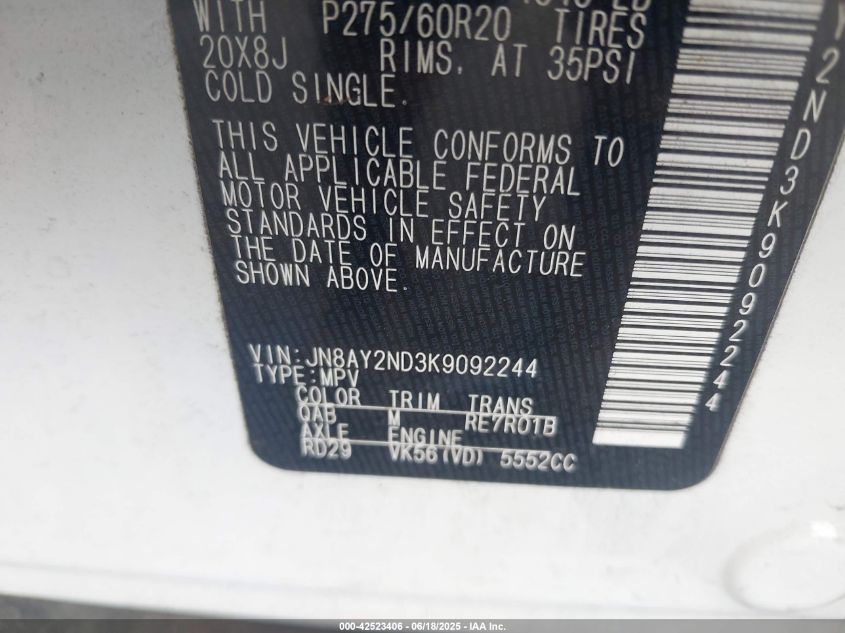 WITH P275/60R20 TIRES
20X8J RIMS. AT 35PSI
COLD SINGLE.
THIS VEHICLE CONFORMS TO
ALL APPLICABLE FEDERAL
MOTOR VEHICLE SAFETY
STANDARDS IN EFFECT ON
THE DATE OF MANUFACTURE
SHOWN ABOVE.
VIN:JN8AY2ND3K9092244
TYPE:MPV
COLOR TRIM TRANS
QAB M RE7R01B
AXLE ENGINE
RD29 VK56(VD) 5552CC
Y2ND3K9092244
000-42523406 - 06/18/2025 - IAA Inc.